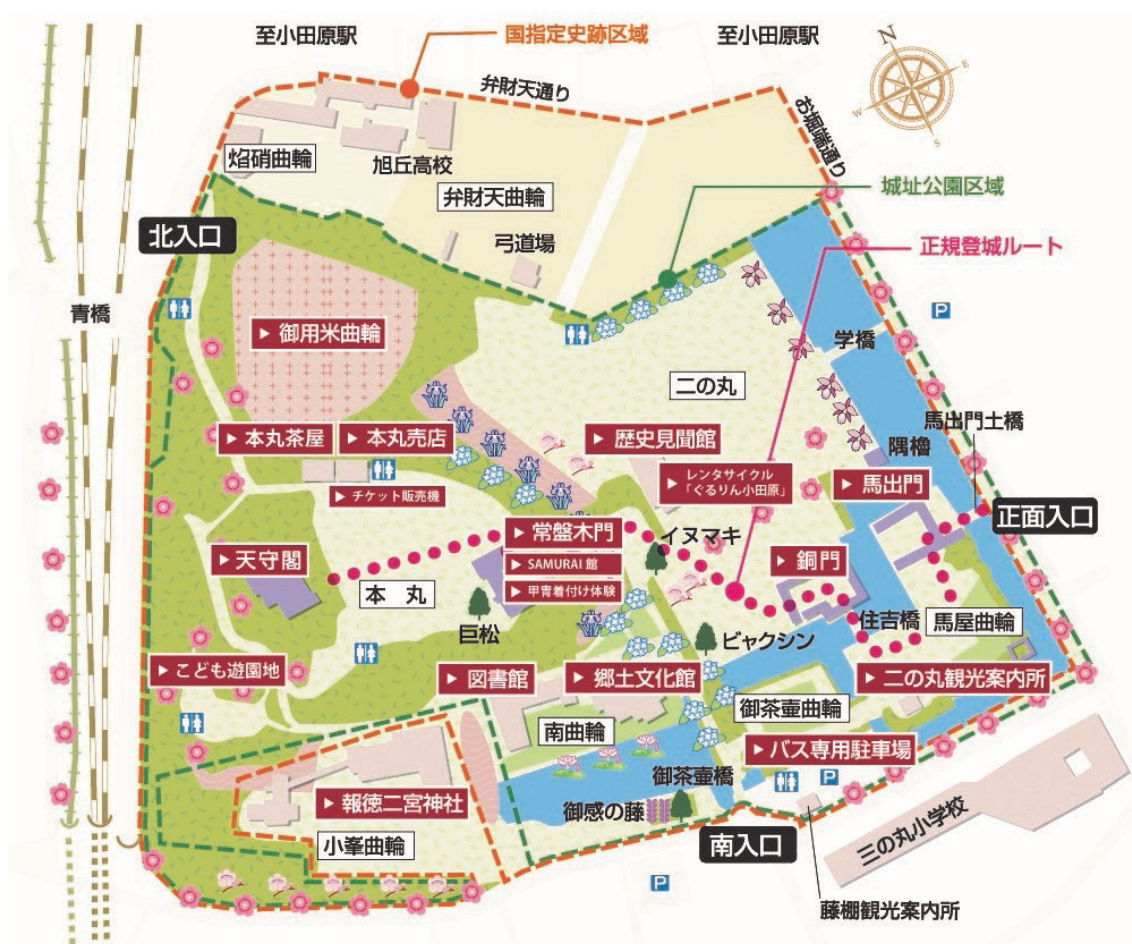 至小田原駅
国指定史跡区域
至小田原駅
N
E
W
S
弁財天通り
お堀端通り
焔硝曲輪
旭丘高校
弁財天曲輪
城址公園区域
北入口
弓道場
正規登城ルート
青橋
P
御用米曲輪
学橋
二の丸
馬出門土橋
本丸茶屋
本丸売店
歴史見聞館
隅櫓
レンタサイクル
「ぐるりん小田原」
馬出門
チケット販売機
正面入口
常盤木門
イヌマキ
天守閣
SAMURAI 館
銅門
甲冑着付け体験
本 丸
住吉橋
馬屋曲輪
巨松
ビャクシン
こども遊園地
図書館
郷土文化館
二の丸観光案内所
御茶壷曲輪
南曲輪
バス専用駐車場
御茶壷橋
P
報徳二宮神社
御感の藤
小峯曲輪
南入口
三の丸小学校
P
藤棚観光案内所